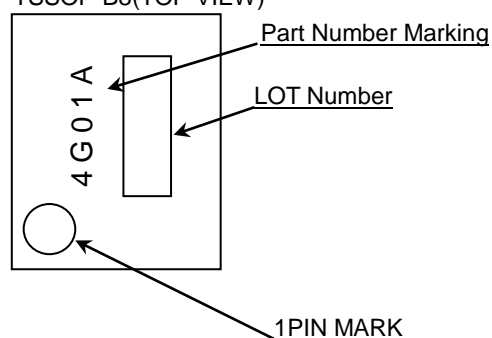 TSSOP-B8(TOP VIEW)
Part Number Marking
4G01A
LOT Number
1PIN MARK